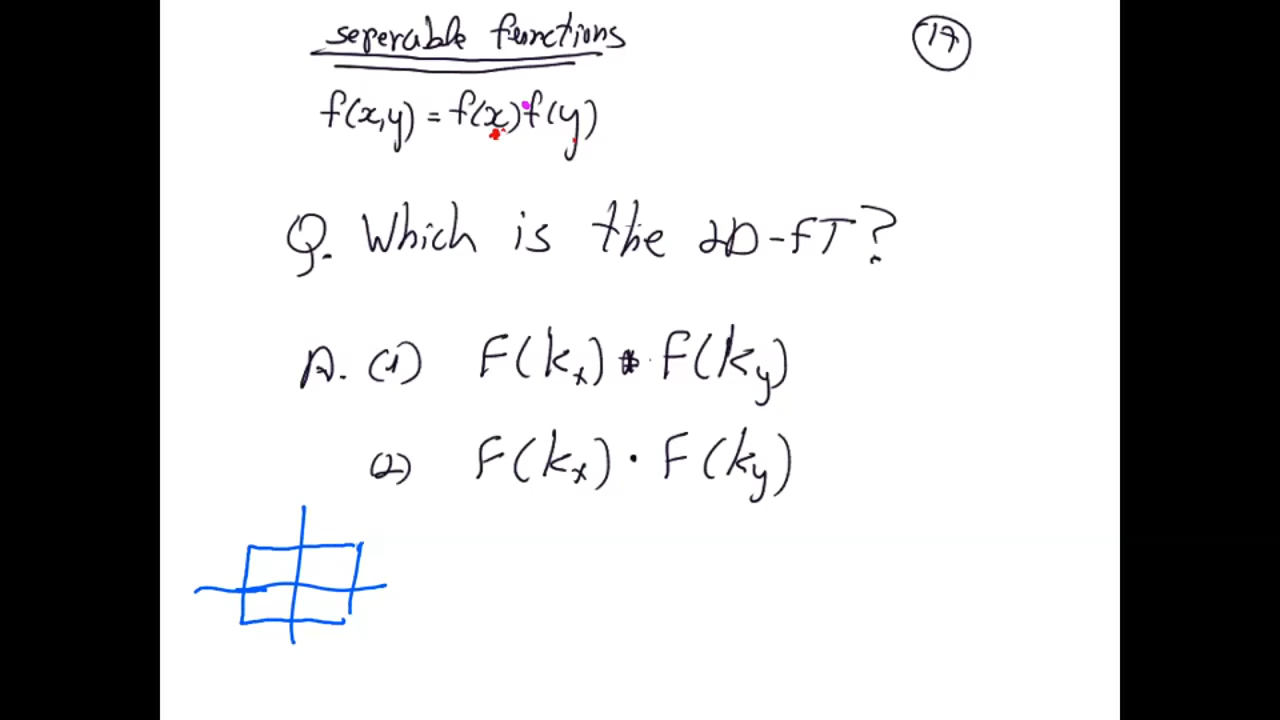 seperable functions
17
f(x,y) = f(x)·f(y)
Q. Which is the 2D-fT?
A. (1) F(kx) * F(ky)
(2) F(kx) · F(ky)